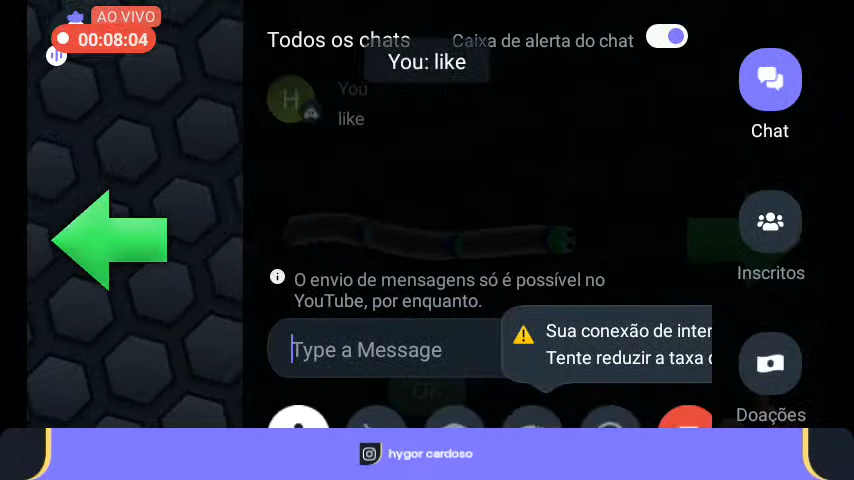 AO VIVO
00:08:04
Todos os chats
Caixa de alerta do chat
You: like
H
You
like
Chat
Inscritos
O envio de mensagens só é possível no
YouTube, por enquanto.
Type a Message
Sua conexão de inter
Tente reduzir a taxa
OK
Doações
hygor cardoso